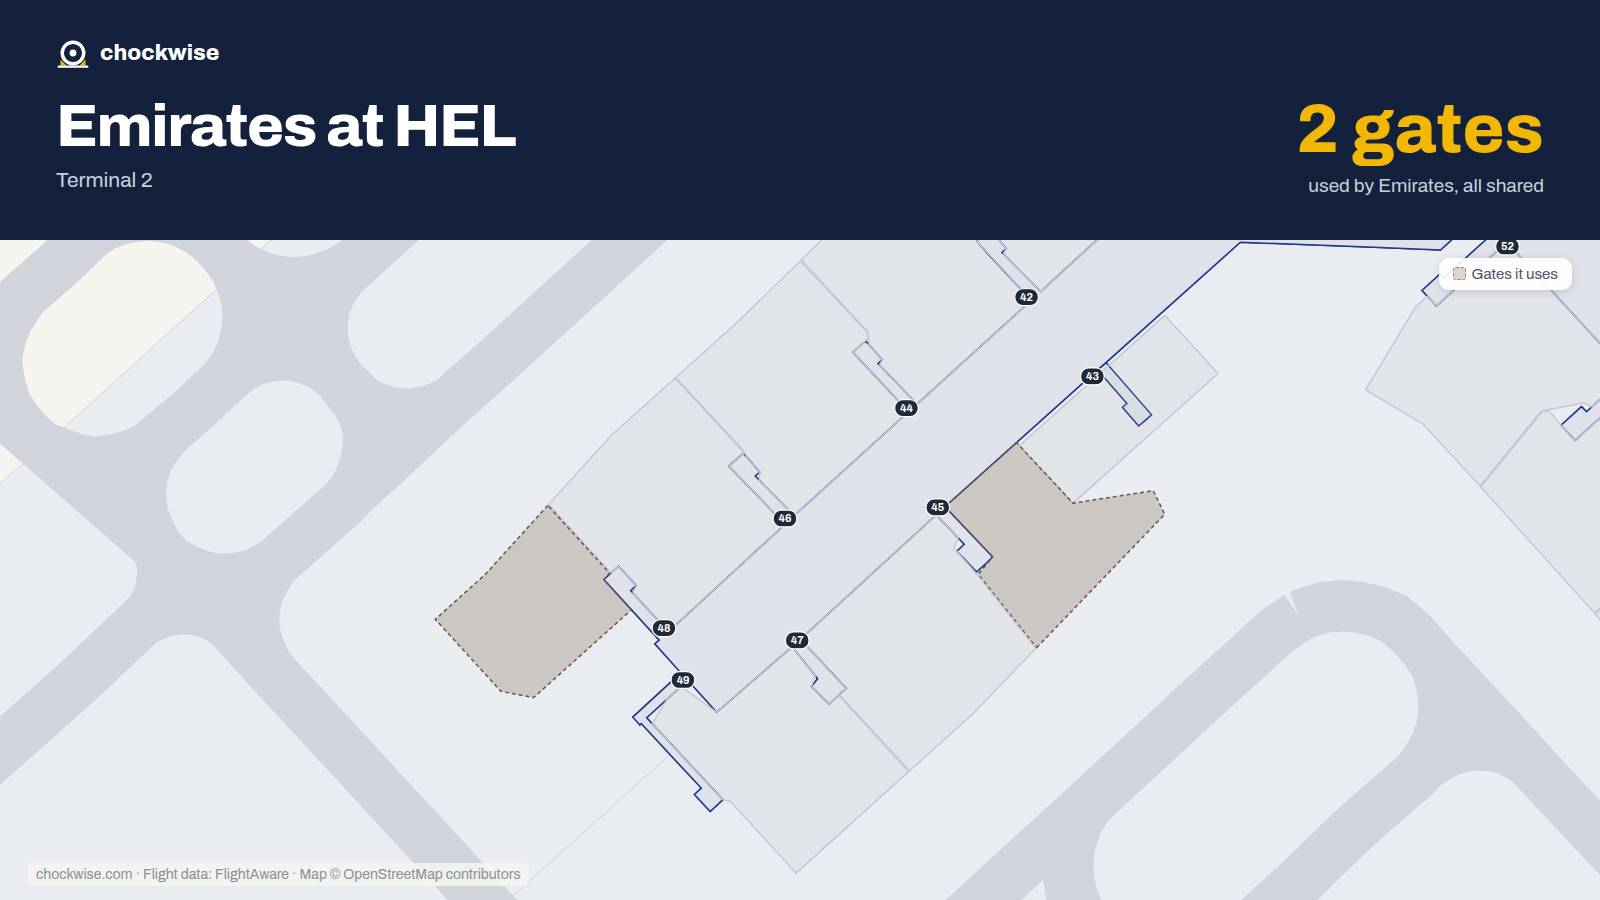 chockwise
Emirates at HEL
Terminal 2
2 gates
used by Emirates, all shared
52
Gates it uses
42
43
44
45
46
47
48
49
chockwise.com · Flight data: FlightAware · Map © OpenStreetMap contributors